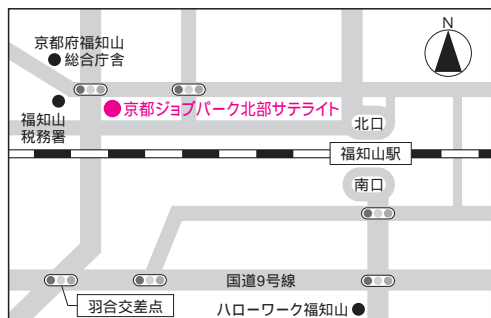 N
京都府福知山
総合庁舎
福知山
税務署
京都ジョブパーク北部サテライト
北口
福知山駅
南口
国道9号線
羽合交差点
ハローワーク福知山